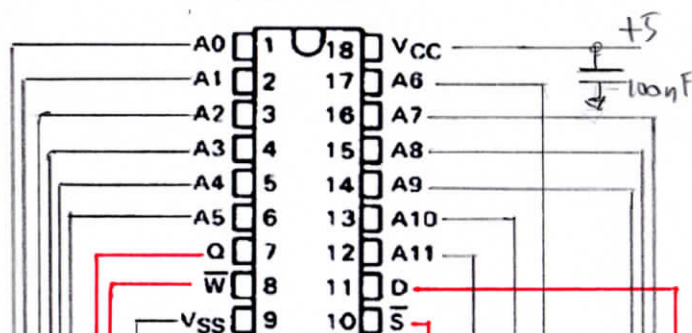 +5
A0 1 18 VCC
A1 2 17 A6 100nF
A2 3 16 A7
A3 4 15 A8
A4 5 14 A9
A5 6 13 A10
Q 7 12 A11
W̅ 8 11 D
VSS 9 10 S̅